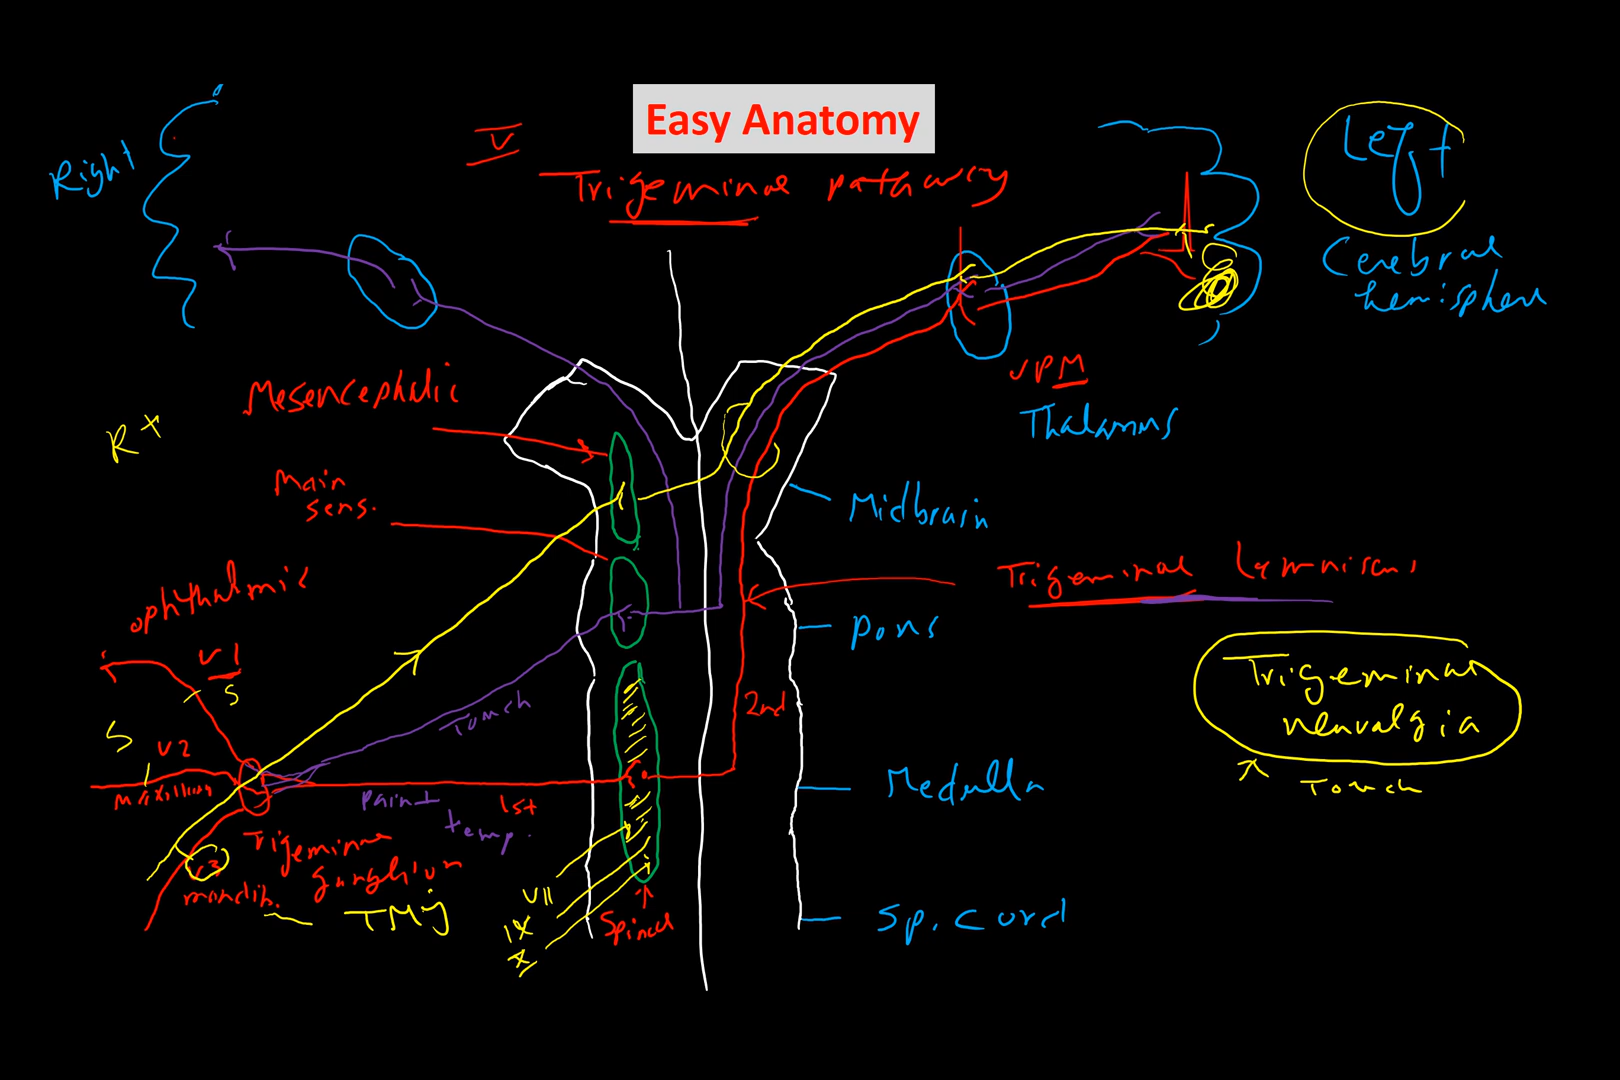 Easy Anatomy
V
Trigeminal pathway
Right
Left
Cerebral
hemisphere
Mesencephalic
VPM
Thalamus
R
Main
sens.
Midbrain
ophthalmic
Trigeminal Lemniscus
V1
S
Pons
Touch
Trigeminal
neuralgia
Touch
S
V2
2nd
maxillary
pain +
temp.
1st
Medulla
Trigeminal
ganglion
V3
mandib.
TMJ
VII
IX
X
Spinal
Sp. Cord